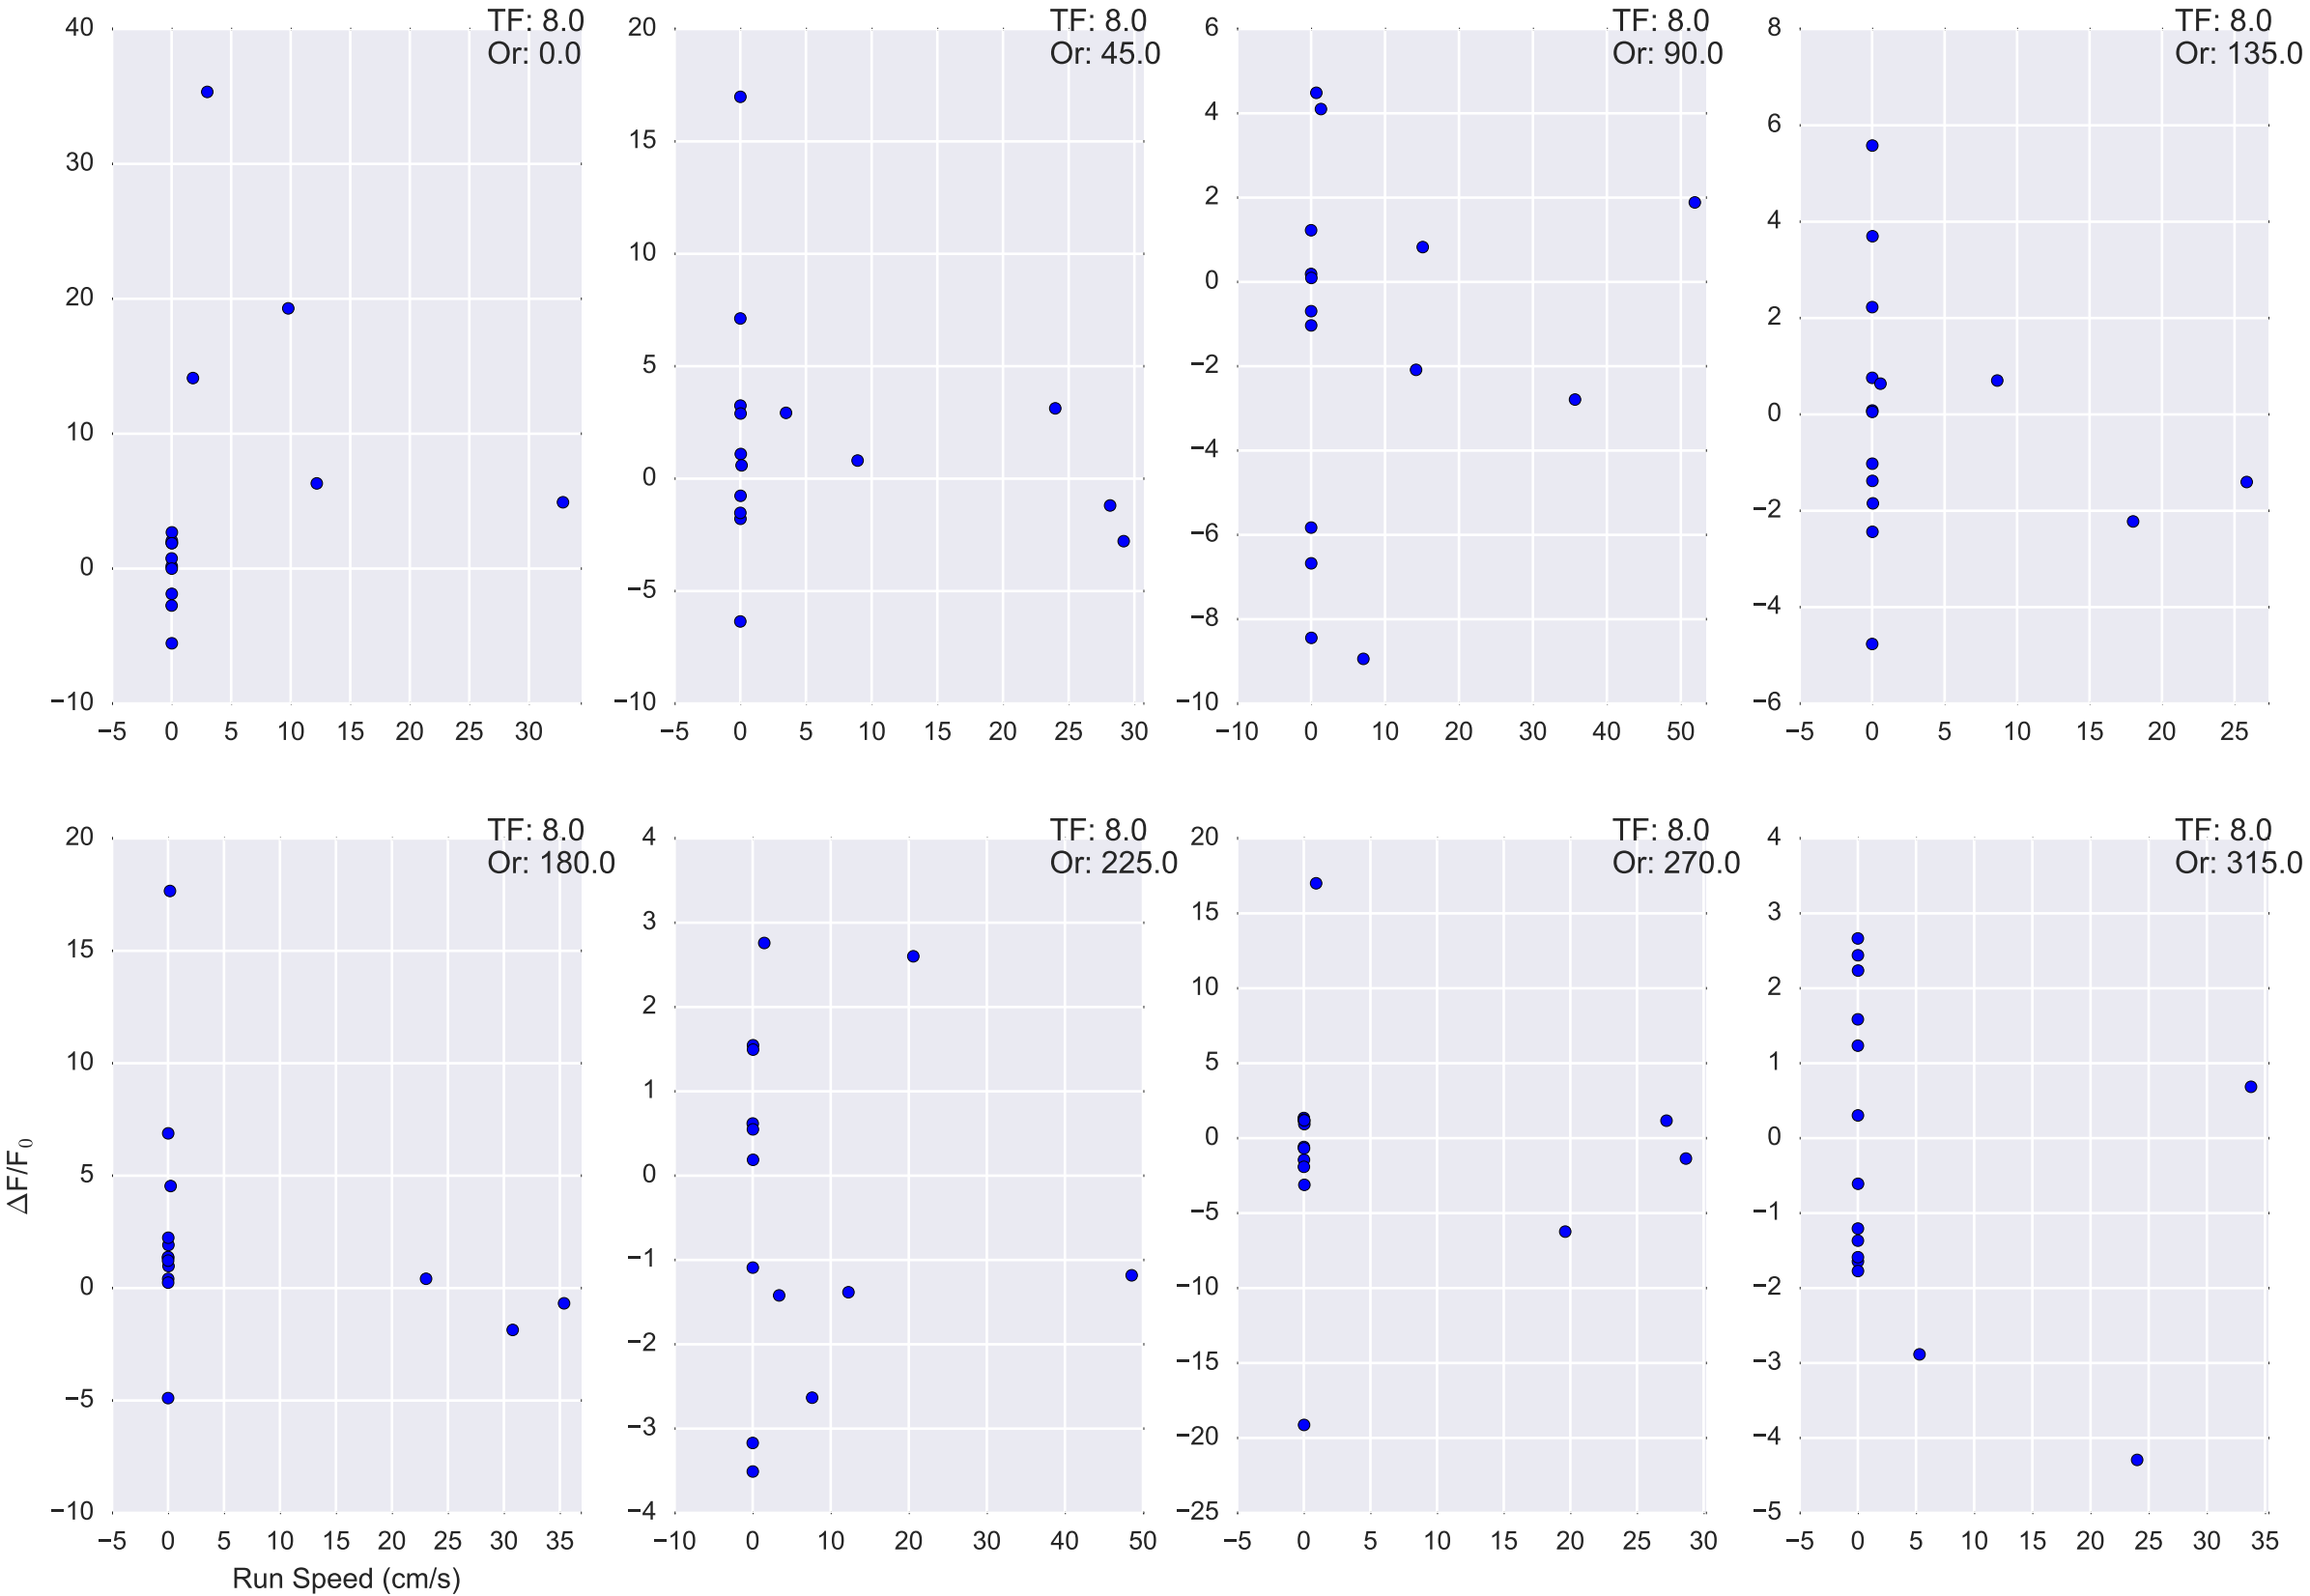 TF: 8.0
Or: 0.0
40
30
20
10
0
−10
−5 0 5 10 15 20 25 30
TF: 8.0
Or: 45.0
20
15
10
5
0
−5
−10
−5 0 5 10 15 20 25 30
TF: 8.0
Or: 90.0
6
4
2
0
−2
−4
−6
−8
−10
−10 0 10 20 30 40 50
TF: 8.0
Or: 135.0
8
6
4
2
0
−2
−4
−6
−5 0 5 10 15 20 25
TF: 8.0
Or: 180.0
20
15
10
5
0
−5
−10
−5 0 5 10 15 20 25 30 35
Run Speed (cm/s)
ΔF/F₀
TF: 8.0
Or: 225.0
4
3
2
1
0
−1
−2
−3
−4
−10 0 10 20 30 40 50
TF: 8.0
Or: 270.0
20
15
10
5
0
−5
−10
−15
−20
−25
−5 0 5 10 15 20 25 30
TF: 8.0
Or: 315.0
4
3
2
1
0
−1
−2
−3
−4
−5
−5 0 5 10 15 20 25 30 35